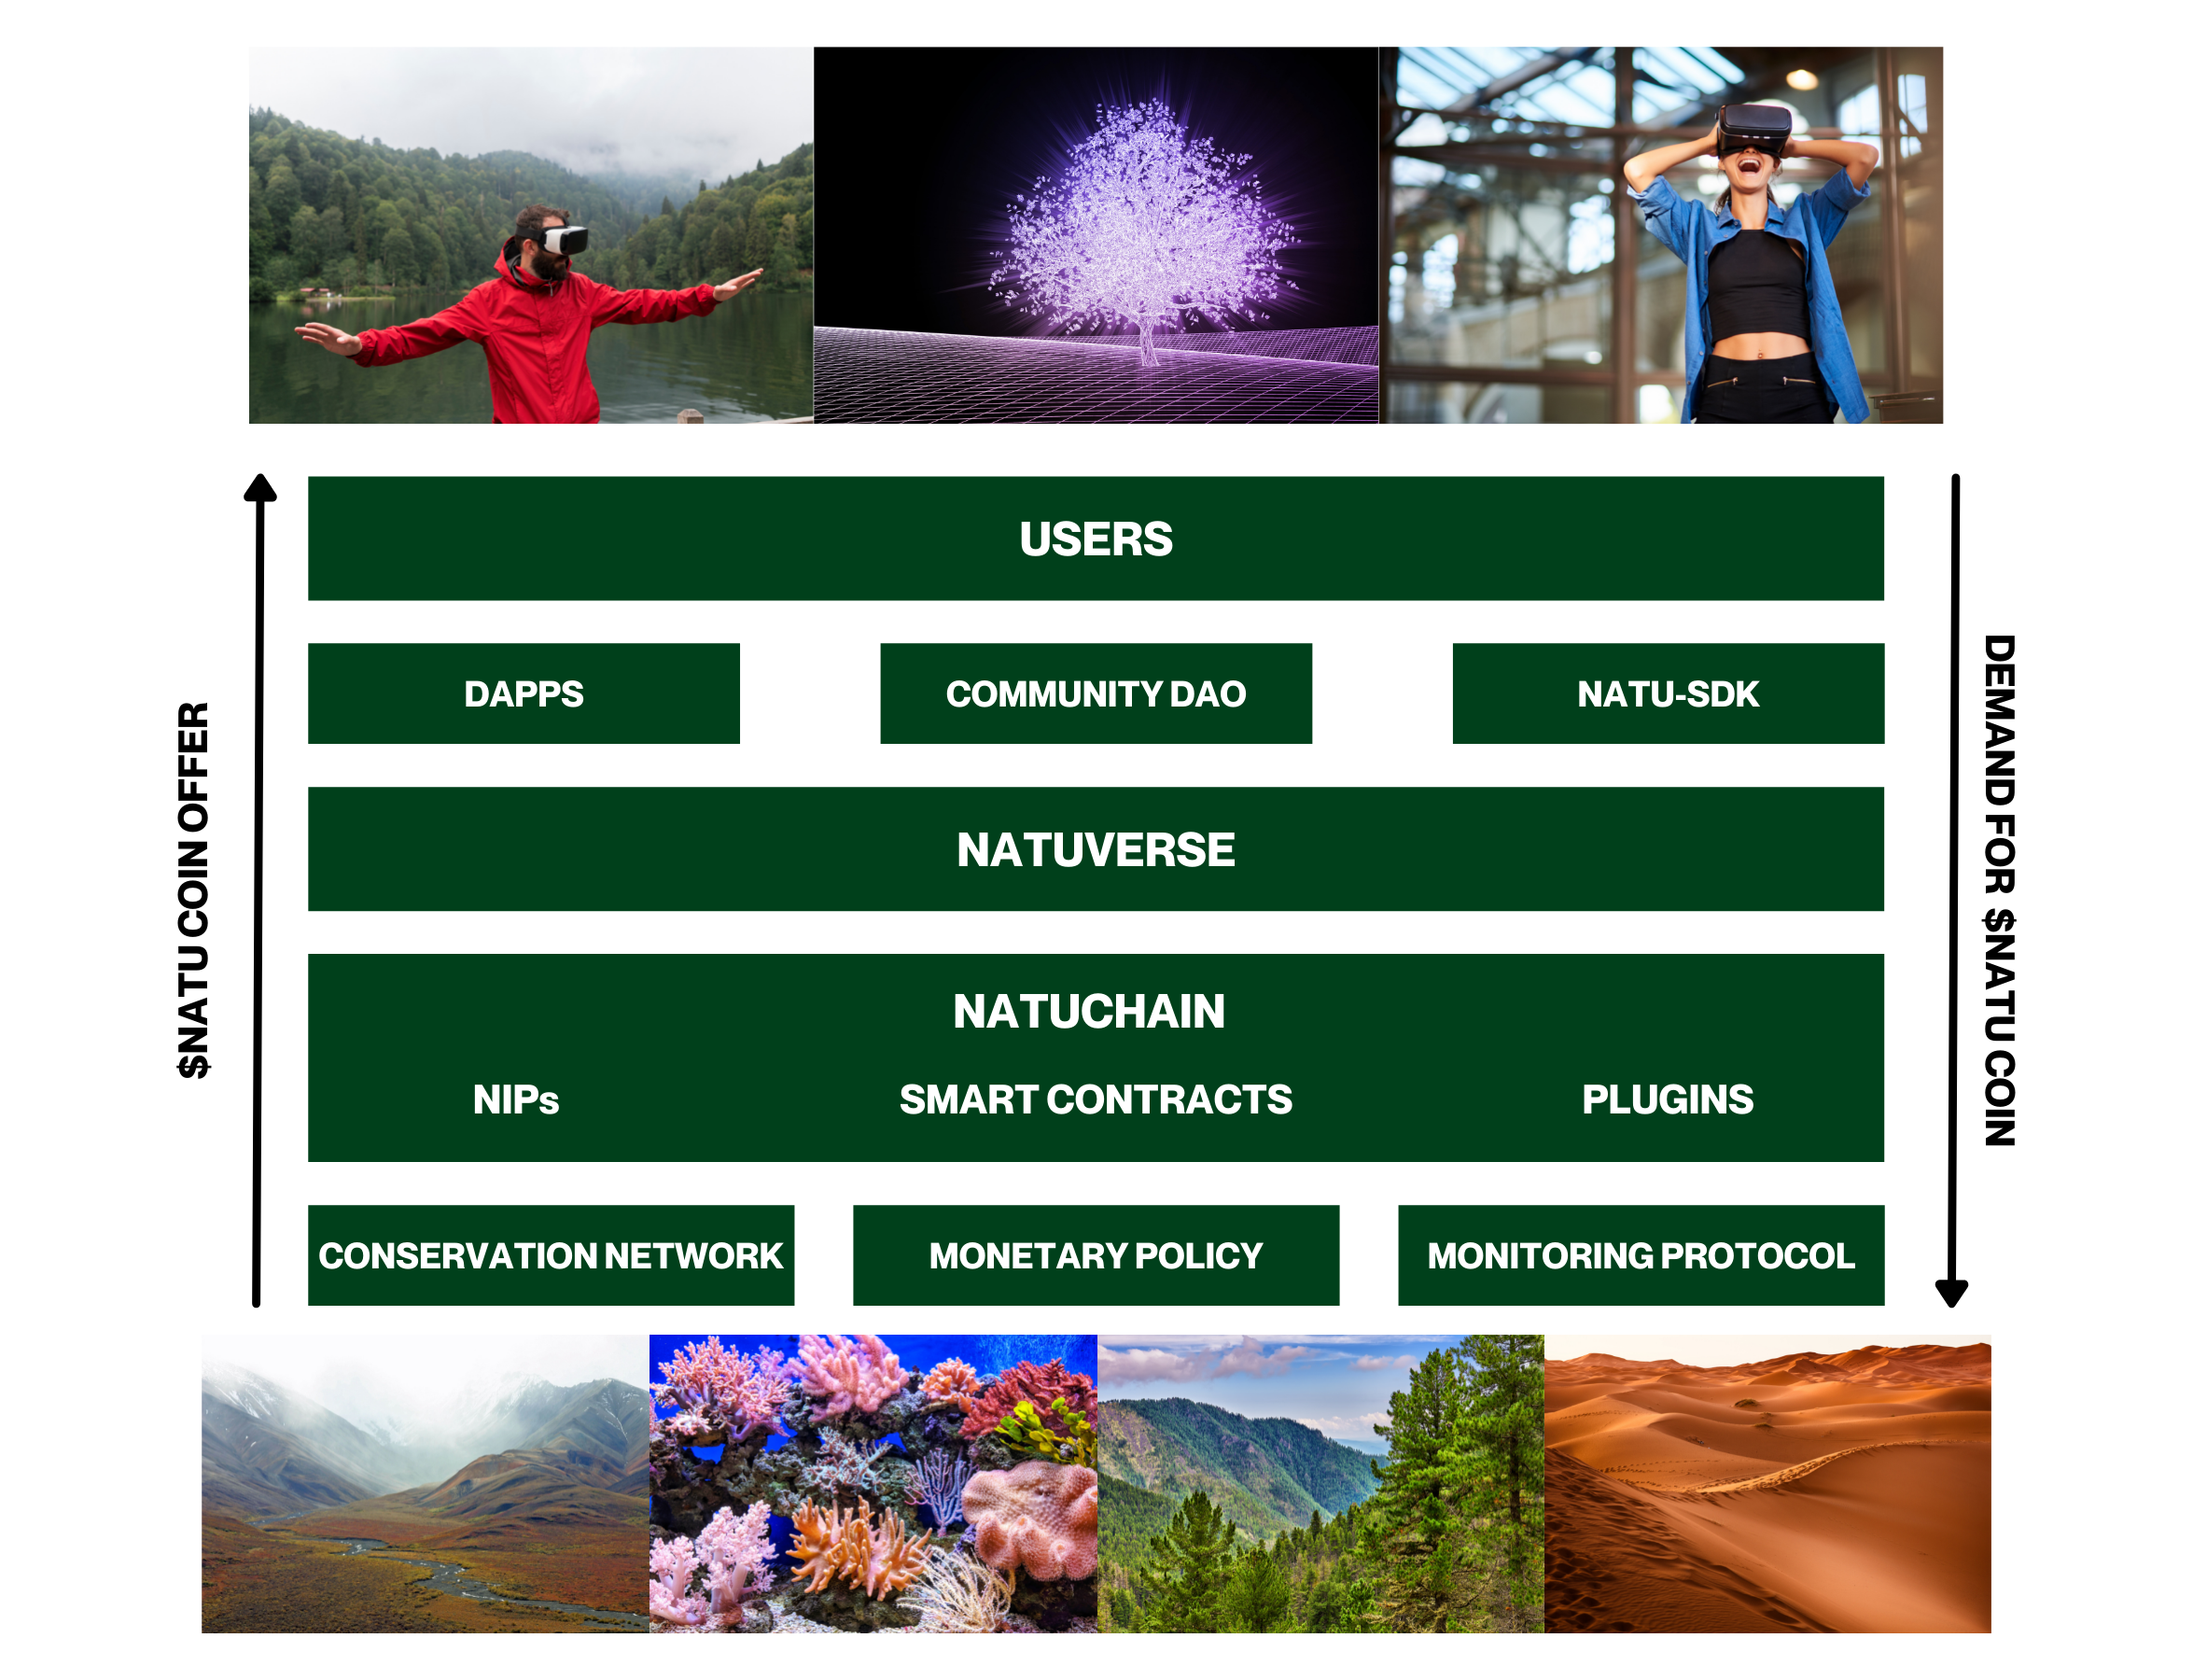 USERS
DAPPS
COMMUNITY DAO
NATU-SDK
NATUVERSE
NATUCHAIN
NIPs
SMART CONTRACTS
PLUGINS
CONSERVATION NETWORK
MONETARY POLICY
MONITORING PROTOCOL
$NATU COIN OFFER
DEMAND FOR $NATU COIN